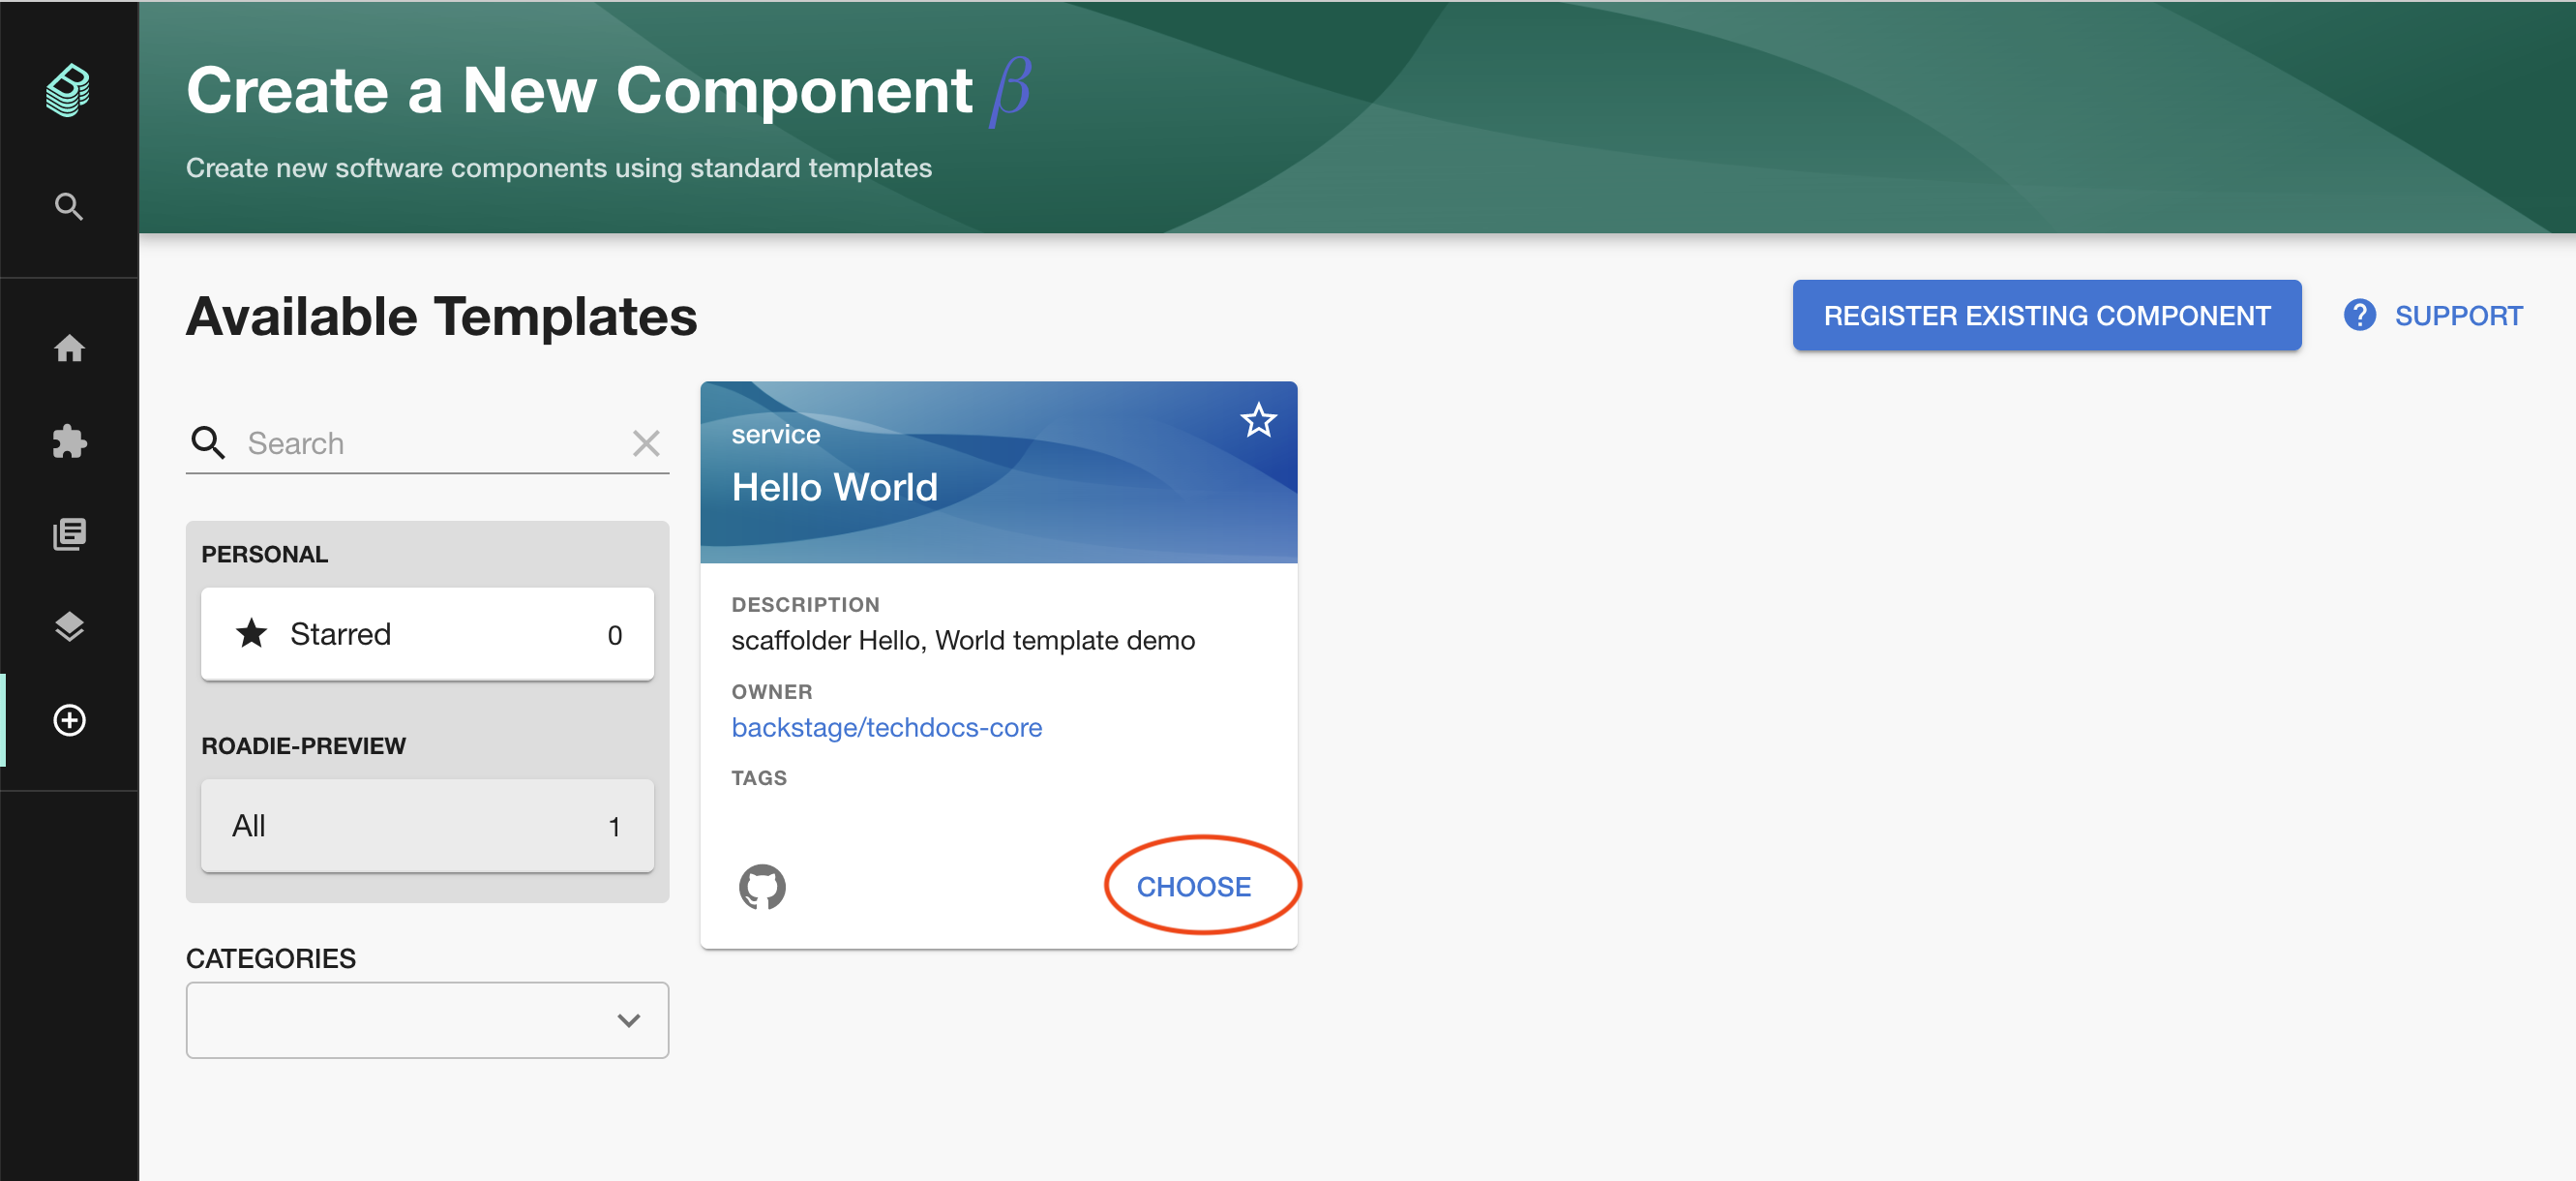 Create a New Component β
Create new software components using standard templates
Available Templates
REGISTER EXISTING COMPONENT
SUPPORT
Search
PERSONAL
Starred 0
ROADIE-PREVIEW
All 1
CATEGORIES
service
Hello World
DESCRIPTION
scaffolder Hello, World template demo
OWNER
backstage/techdocs-core
TAGS
CHOOSE